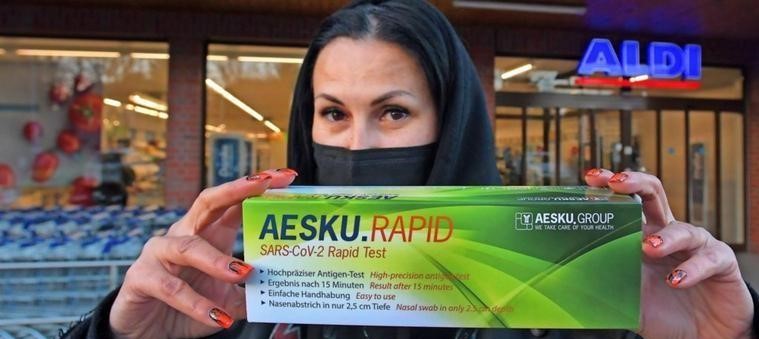 ALDI
AESKU.RAPID
SARS-CoV-2 Rapid Test
AESKU.GROUP
WE TAKE CARE OF YOUR HEALTH
▸ Hochpräziser Antigen-Test High-precision antigen test
▸ Ergebnis nach 15 Minuten Result after 15 minutes
▸ Einfache Handhabung Easy to use
▸ Nasenabstrich in nur 2,5 cm Tiefe Nasal swab in only 2.5 cm depth